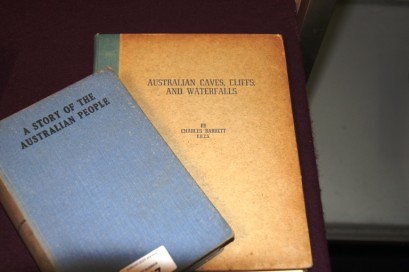 A STORY OF THE
AUSTRALIAN PEOPLE
AUSTRALIAN CAVES, CLIFFS
AND WATERFALLS
BY
CHARLES BARRETT